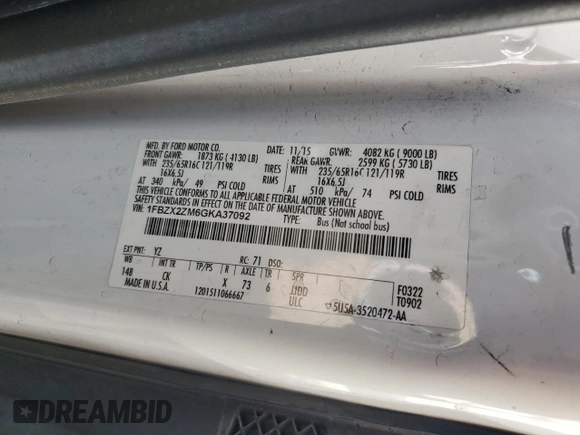 MFD. BY FORD MOTOR CO.
DATE: 11/15 GVWR: 4082 KG ( 9000 LB)
FRONT GAWR: 1873 KG ( 4130 LB) REAR GAWR: 2599 KG ( 5730 LB)
WITH 235/65R16C 121/119R WITH 235/65R16C 121/119R
TIRES 16X6.5J TIRES 16X6.5J
RIMS
AT 340 kPa/ 49 PSI COLD AT 510 kPa/ 74 PSI COLD
THIS VEHICLE CONFORMS TO ALL APPLICABLE FEDERAL MOTOR VEHICLE
SAFETY STANDARDS IN EFFECT ON THE DATE OF MANUFACTURE SHOWN ABOVE.
VIN: 1FBZX2ZM6GKA37092 TYPE: Bus (Not school bus)
EXT PNT: YZ RC: 71 DSO:
WB INT TR TP/PS R AXLE TR SPR
148 CK X 73 6 JJDD F0322
MADE IN U.S.A. 1201511066667 ULC T0902
5U5A-3520472-AA
DREAMBID